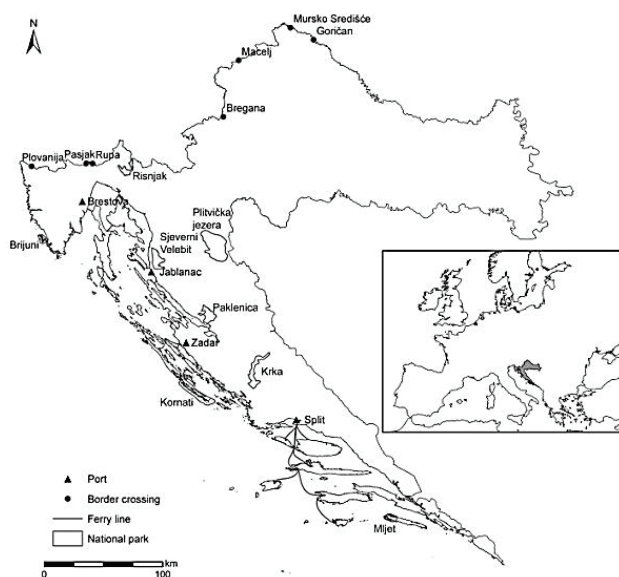 N
Mursko Središće
Goričan
Macelj
Bregana
Plovanija
Pasjak
Rupa
Risnjak
Brestova
Plitvička
jezera
Brijuni
Sjeverni
Velebit
Jablanac
Paklenica
Zadar
Krka
Kornati
Split
Port
Border crossing
Ferry line
National park
Mljet
km
0
100